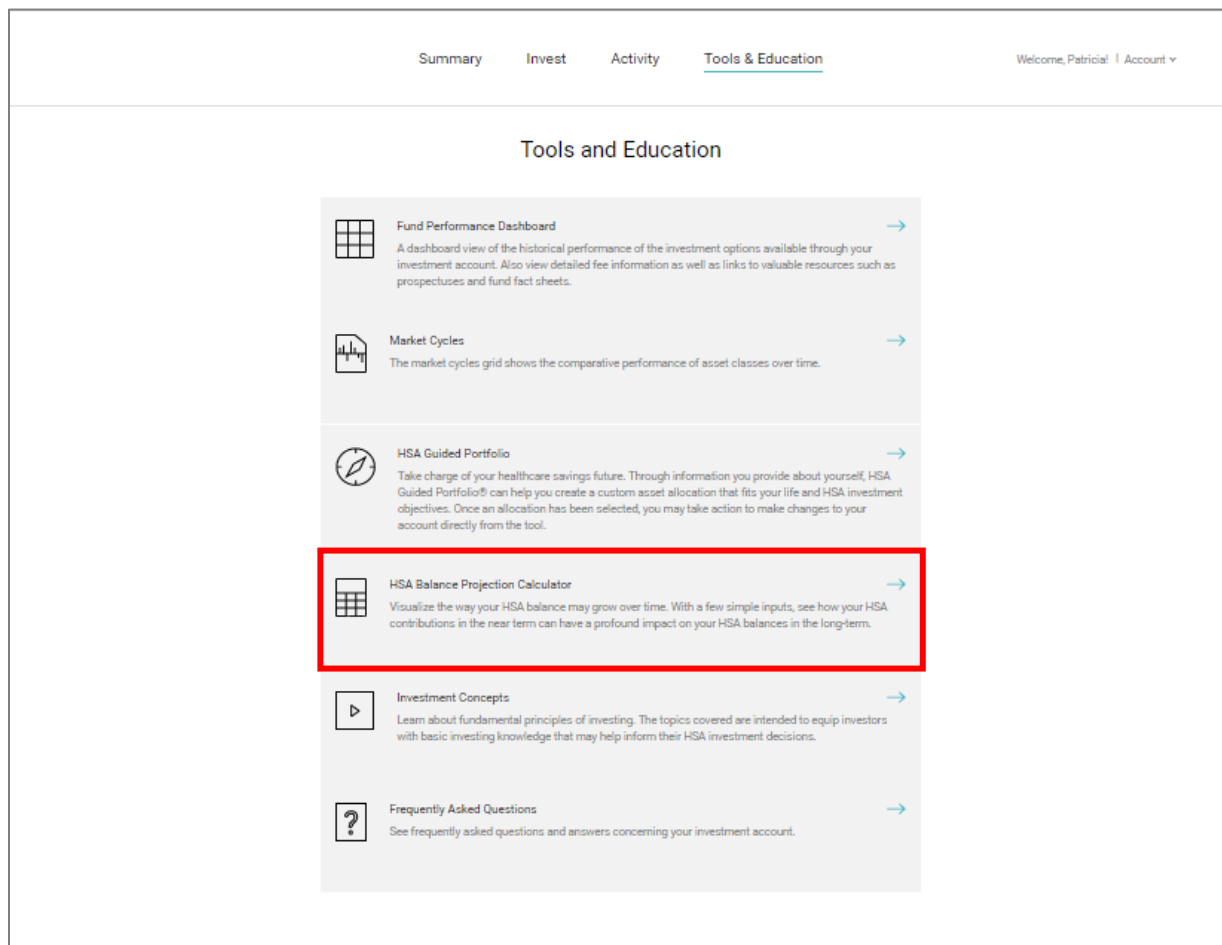 Summary Invest Activity Tools & Education Welcome, Patricia! | Account
Tools and Education
Fund Performance Dashboard
A dashboard view of the historical performance of the investment options available through your
investment account. Also view detailed fee information as well as links to valuable resources such as
prospectuses and fund fact sheets.
Market Cycles
The market cycles grid shows the comparative performance of asset classes over time.
HSA Guided Portfolio
Take charge of your healthcare savings future. Through information you provide about yourself, HSA
Guided Portfolio® can help you create a custom asset allocation that fits your life and HSA investment
objectives. Once an allocation has been selected, you may take action to make changes to your
account directly from the tool.
HSA Balance Projection Calculator
Visualize the way your HSA balance may grow over time. With a few simple inputs, see how your HSA
contributions in the near term can have a profound impact on your HSA balances in the long-term.
Investment Concepts
Learn about fundamental principles of investing. The topics covered are intended to equip investors
with basic investing knowledge that may help inform their HSA investment decisions.
Frequently Asked Questions
See frequently asked questions and answers concerning your investment account.